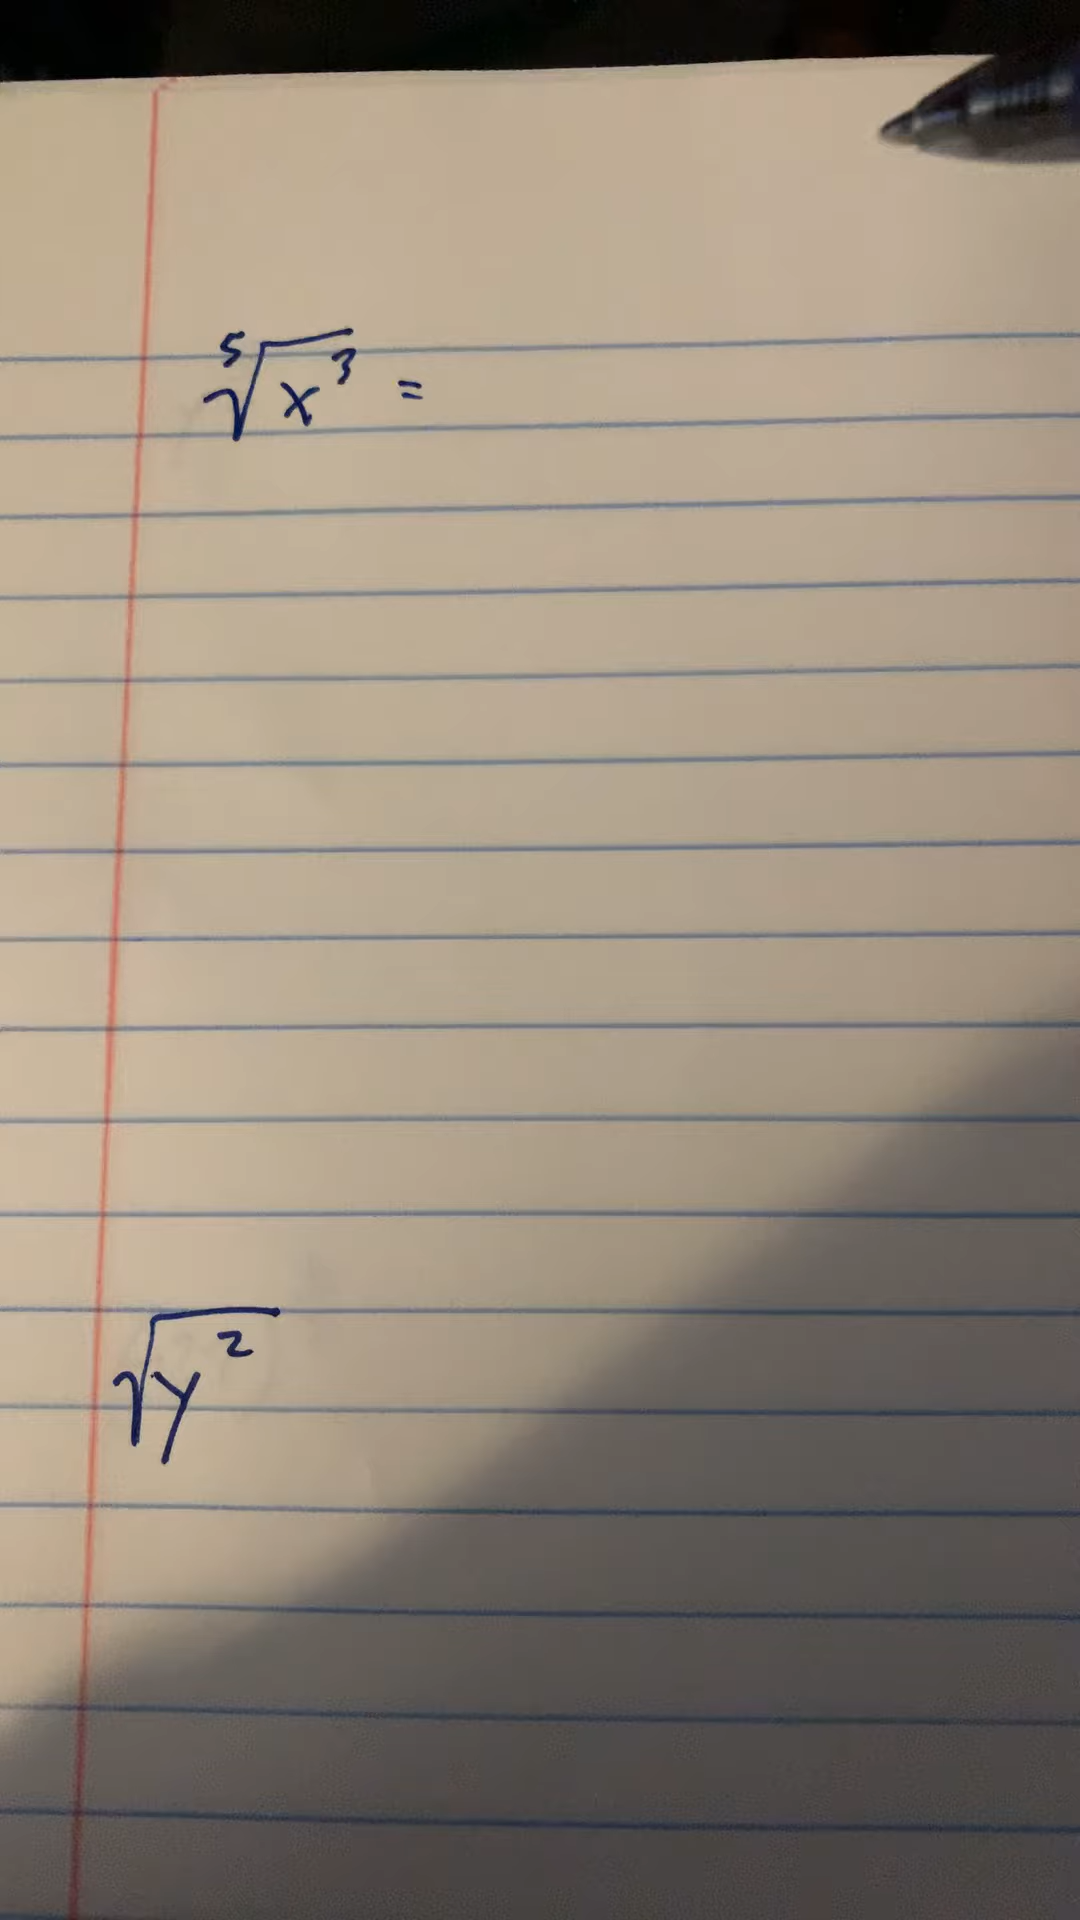 ⁵√x³ =
√y²